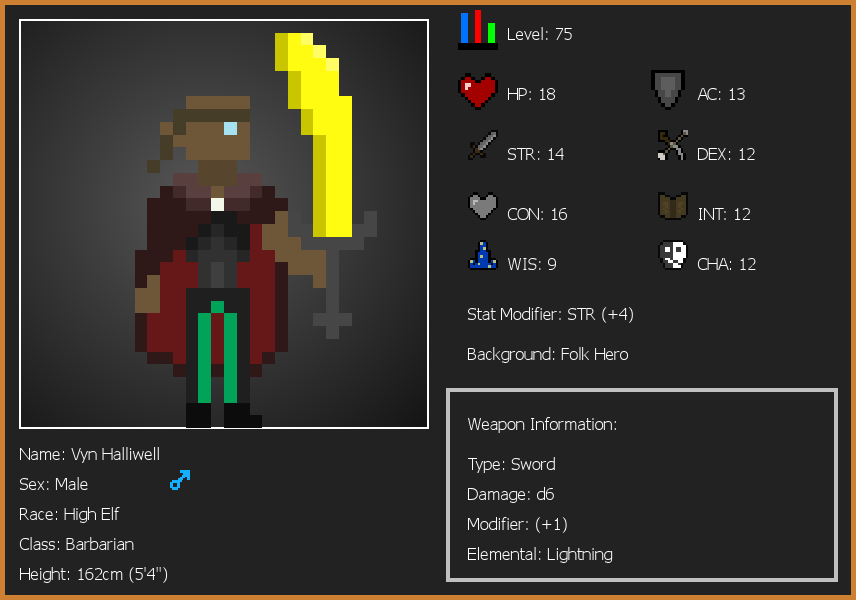 Level: 75
HP: 18
AC: 13
STR: 14
DEX: 12
CON: 16
INT: 12
WIS: 9
CHA: 12
Stat Modifier: STR (+4)
Background: Folk Hero
Weapon Information:
Type: Sword
Damage: d6
Modifier: (+1)
Elemental: Lightning
Name: Vyn Halliwell
Sex: Male
Race: High Elf
Class: Barbarian
Height: 162cm (5'4")